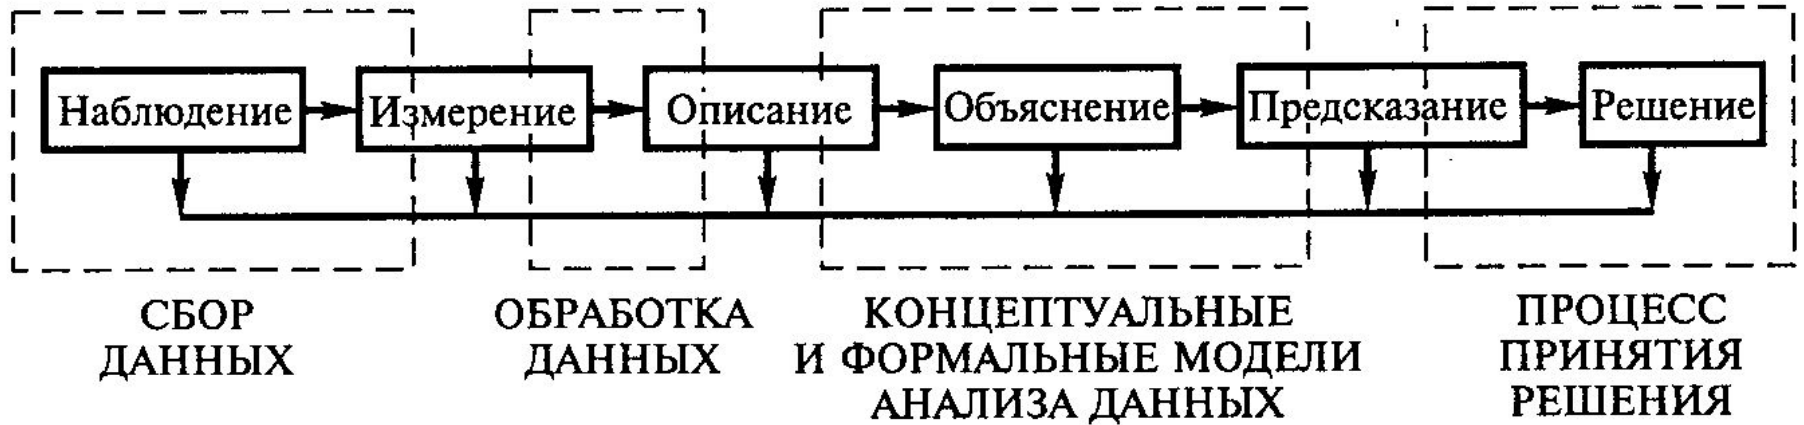 Наблюдение
Измерение
Описание
Объяснение
Предсказание
Решение
СБОР
ДАННЫХ
ОБРАБОТКА
ДАННЫХ
КОНЦЕПТУАЛЬНЫЕ
И ФОРМАЛЬНЫЕ МОДЕЛИ
АНАЛИЗА ДАННЫХ
ПРОЦЕСС
ПРИНЯТИЯ
РЕШЕНИЯ